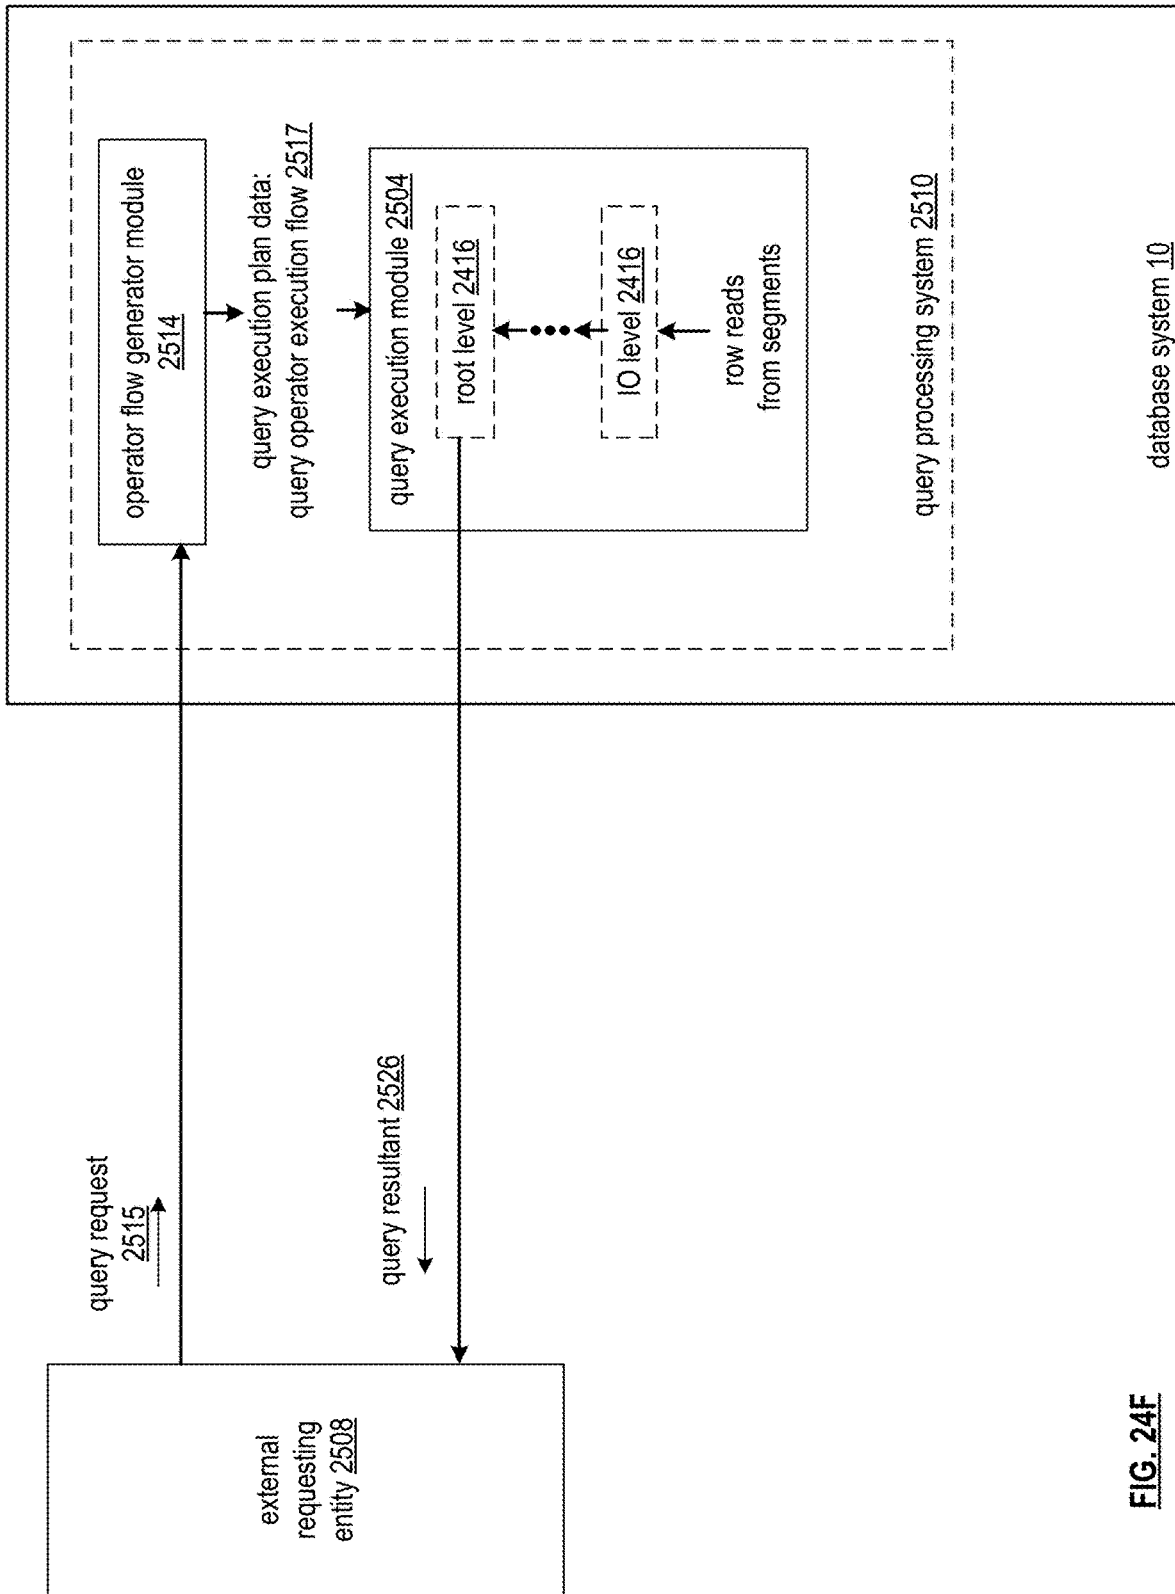 external
requesting
entity 2508
query request
2515
query resultant 2526
operator flow generator module
2514
query execution plan data:
query operator execution flow 2517
query execution module 2504
root level 2416
IO level 2416
row reads
from segments
query processing system 2510
database system 10
FIG. 24F